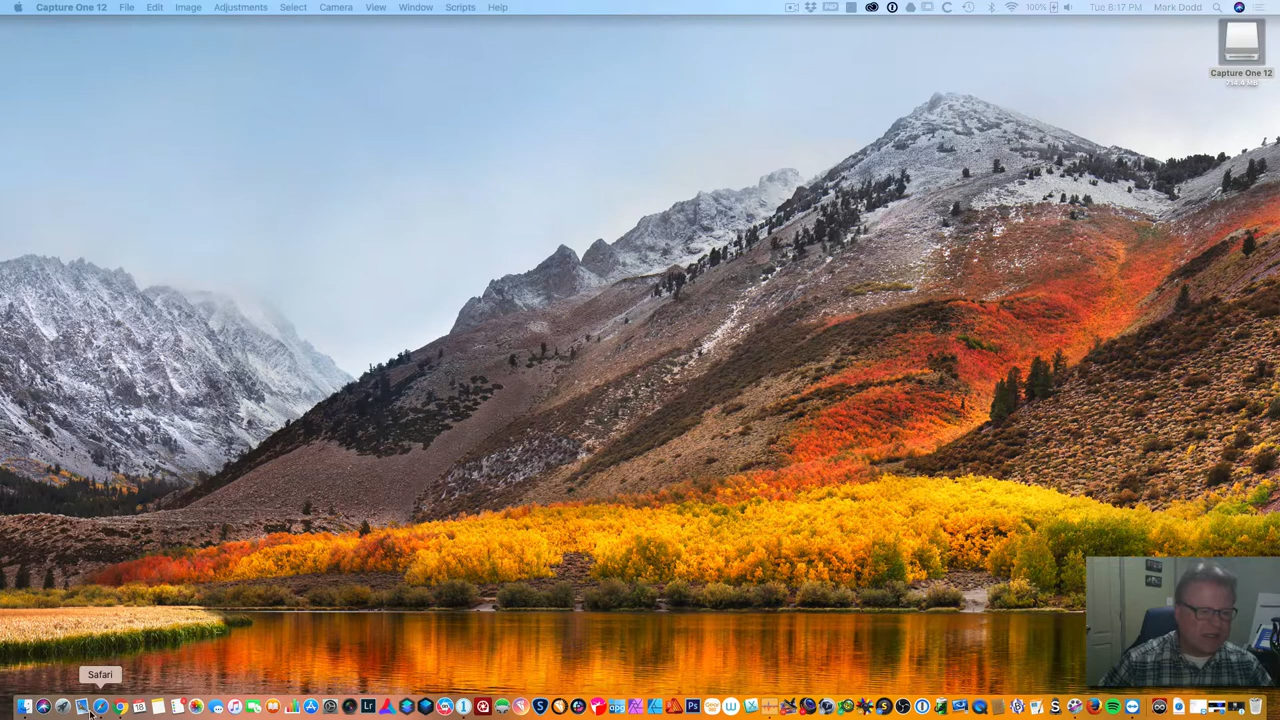 Capture One 12 File Edit Image Adjustments Select Camera View Window Scripts Help 100% Tue 8:17 PM Mark Dodd
Capture One 12
Safari